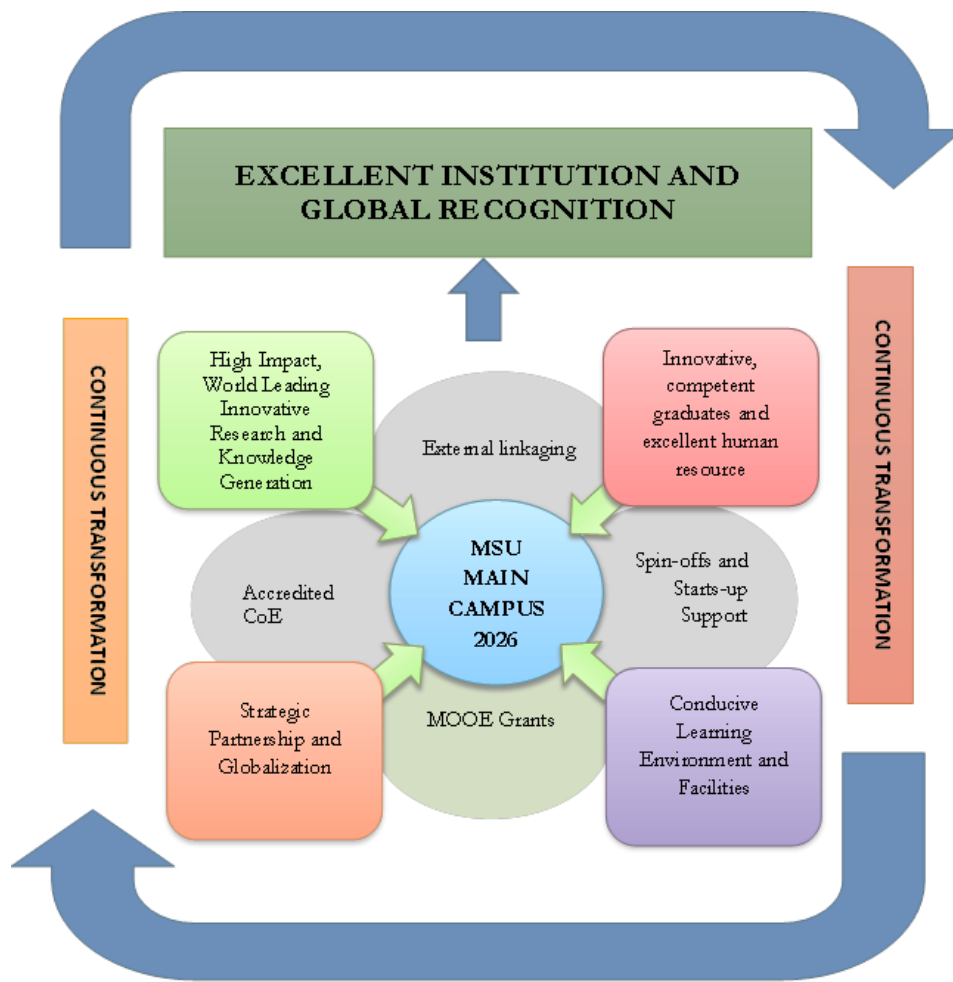 EXCELLENT INSTITUTION AND
GLOBAL RECOGNITION
CONTINUOUS TRANSFORMATION
High Impact,
World Leading
Innovative
Research and
Knowledge
Generation
External linkaging
Innovative,
competent
graduates and
excellent human
resource
CONTINUOUS TRANSFORMATION
Accredited
CoE
MSU
MAIN
CAMPUS
2026
Spin-offs and
Starts-up
Support
Strategic
Partnership and
Globalization
MOOE Grants
Conducive
Learning
Environment and
Facilities